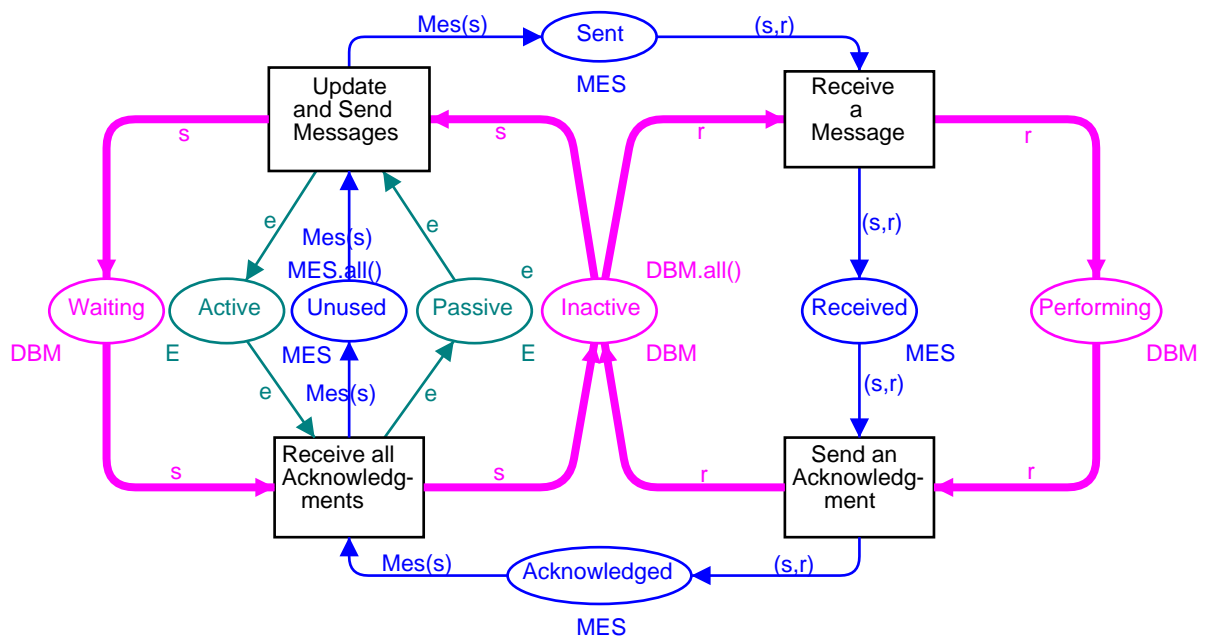 Mes(s)
Sent
(s,r)
MES
Update
and Send
Messages
Receive
a
Message
s
s
r
r
e
e
Mes(s)
(s,r)
MES.all()
e
DBM.all()
Waiting
Active
Unused
Passive
Inactive
Received
Performing
DBM
E
MES
E
DBM
MES
DBM
e
Mes(s)
e
(s,r)
Receive all
Acknowledg-
ments
Send an
Acknowledg-
ment
s
s
r
r
Mes(s)
Acknowledged
(s,r)
MES